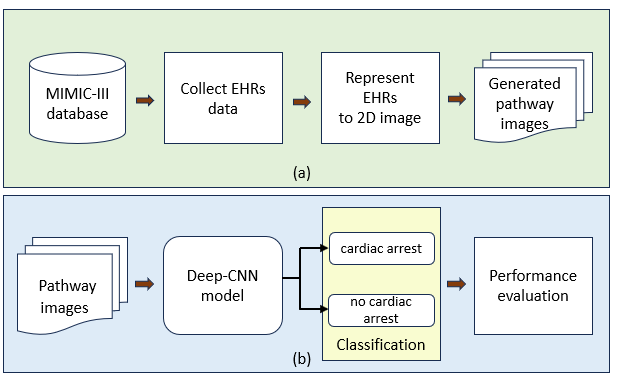 MIMIC-III
database
Collect EHRs
data
Represent
EHRs
to 2D image
Generated
pathway
images
(a)
Pathway
images
Deep-CNN
model
cardiac arrest
no cardiac
arrest
Classification
Performance
evaluation
(b)